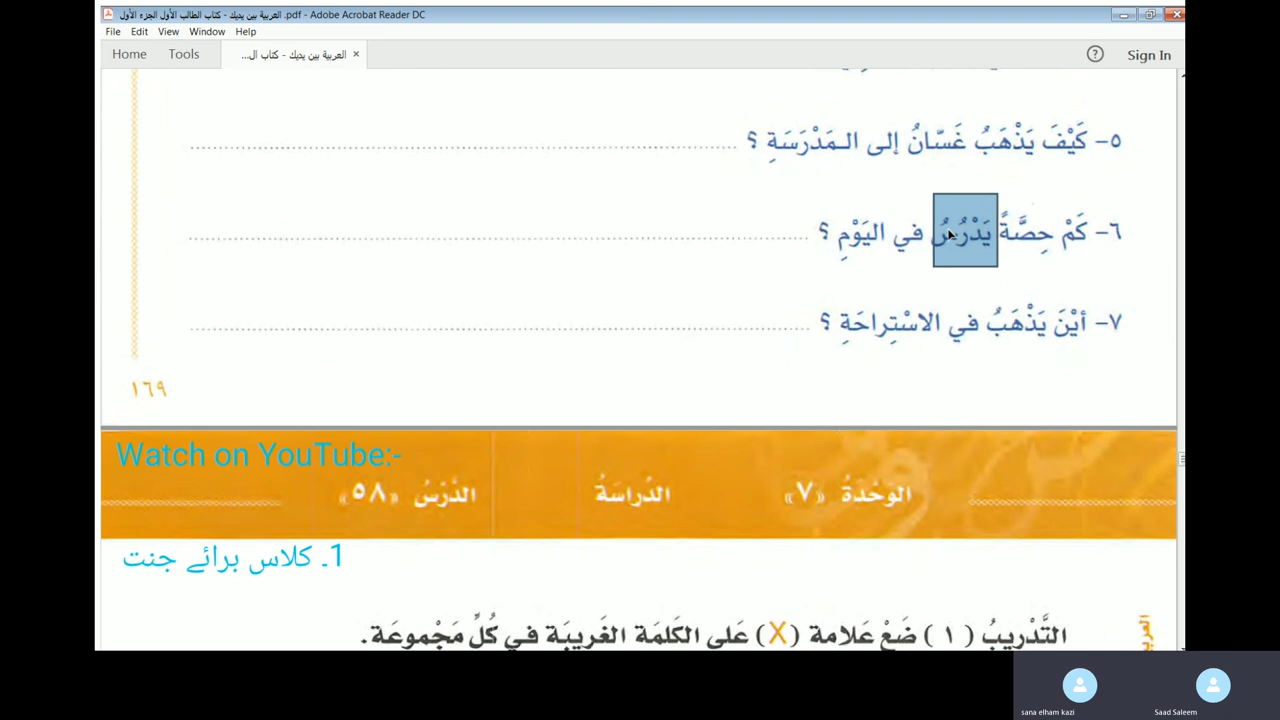 العربية بين يديك - كتاب الطالب الأول الجزء الأول .pdf - Adobe Acrobat Reader DC
File Edit View Window Help
Home Tools العربية بين يديك - كتاب ال... × ? Sign In
٥- كَيْفَ يَذْهَبُ غَسّانُ إلى الـمَدْرَسَةِ ؟
٦- كَمْ حِصَّةً يَدْرُسُ في اليَوْمِ ؟
٧- أيْنَ يَذْهَبُ في الاسْتِراحَةِ ؟
١٦٩
Watch on YouTube:-
الوَحْدَةُ «٧» الدِّراسَةُ الدَّرْسُ «٥٨»
1۔ کلاس برائے جنت
التَّدْريبُ ( ١ ) ضَعْ عَلامة (X) عَلى الكَلمَة الغَريبَة في كُلِّ مَجْموعَة.
sana elham kazi
Saad Saleem